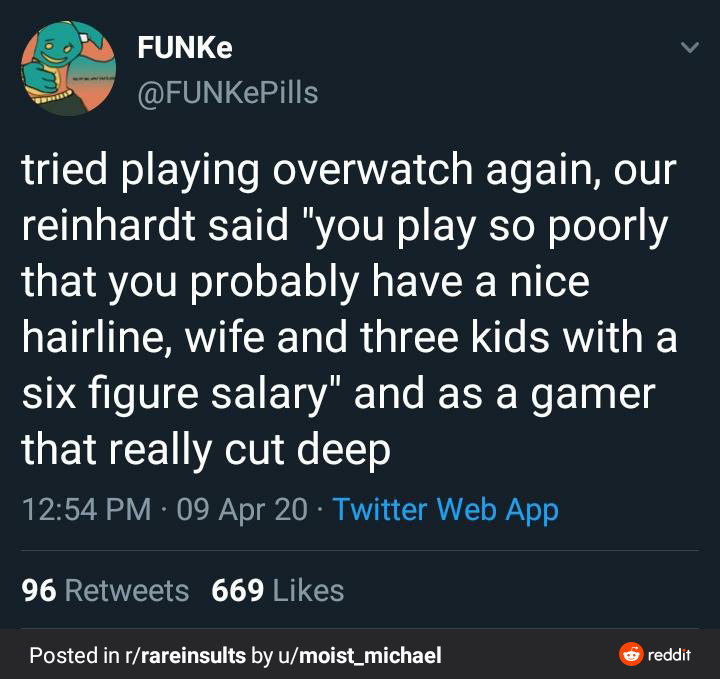 FUNKe
@FUNKePills
tried playing overwatch again, our
reinhardt said "you play so poorly
that you probably have a nice
hairline, wife and three kids with a
six figure salary" and as a gamer
that really cut deep
12:54 PM · 09 Apr 20 · Twitter Web App
96 Retweets 669 Likes
Posted in r/rareinsults by u/moist_michael
reddit